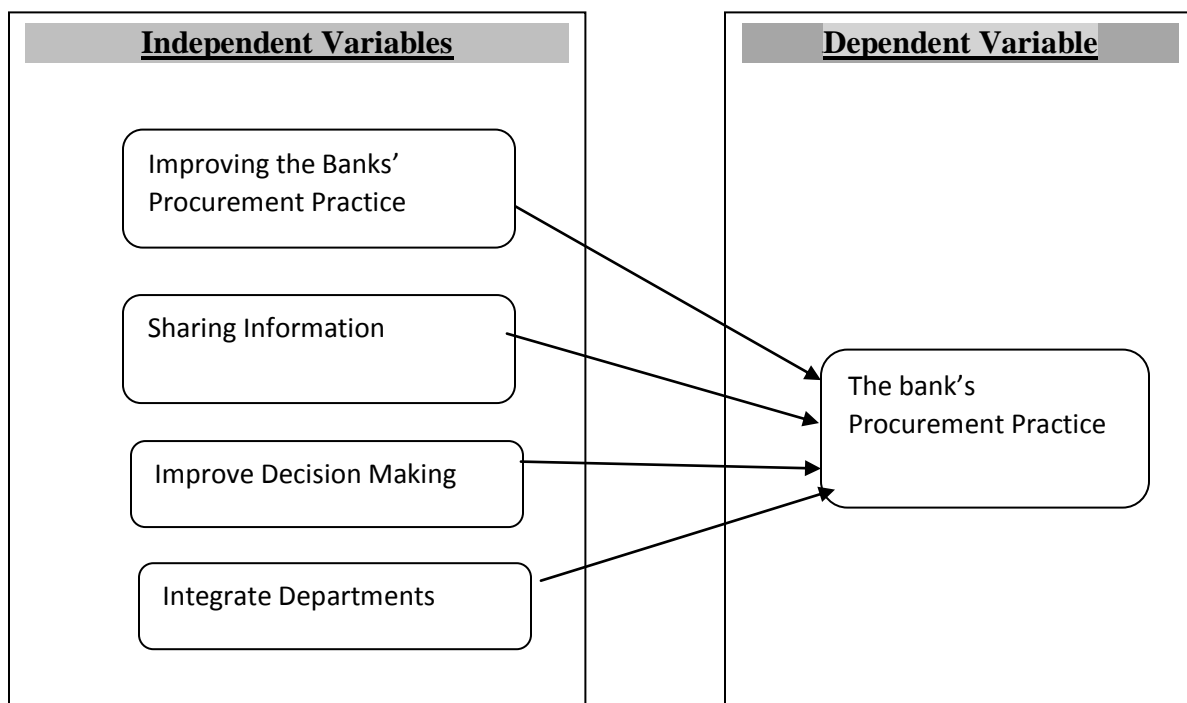 Independent Variables
Improving the Banks’
Procurement Practice
Sharing Information
Improve Decision Making
Integrate Departments
Dependent Variable
The bank’s
Procurement Practice